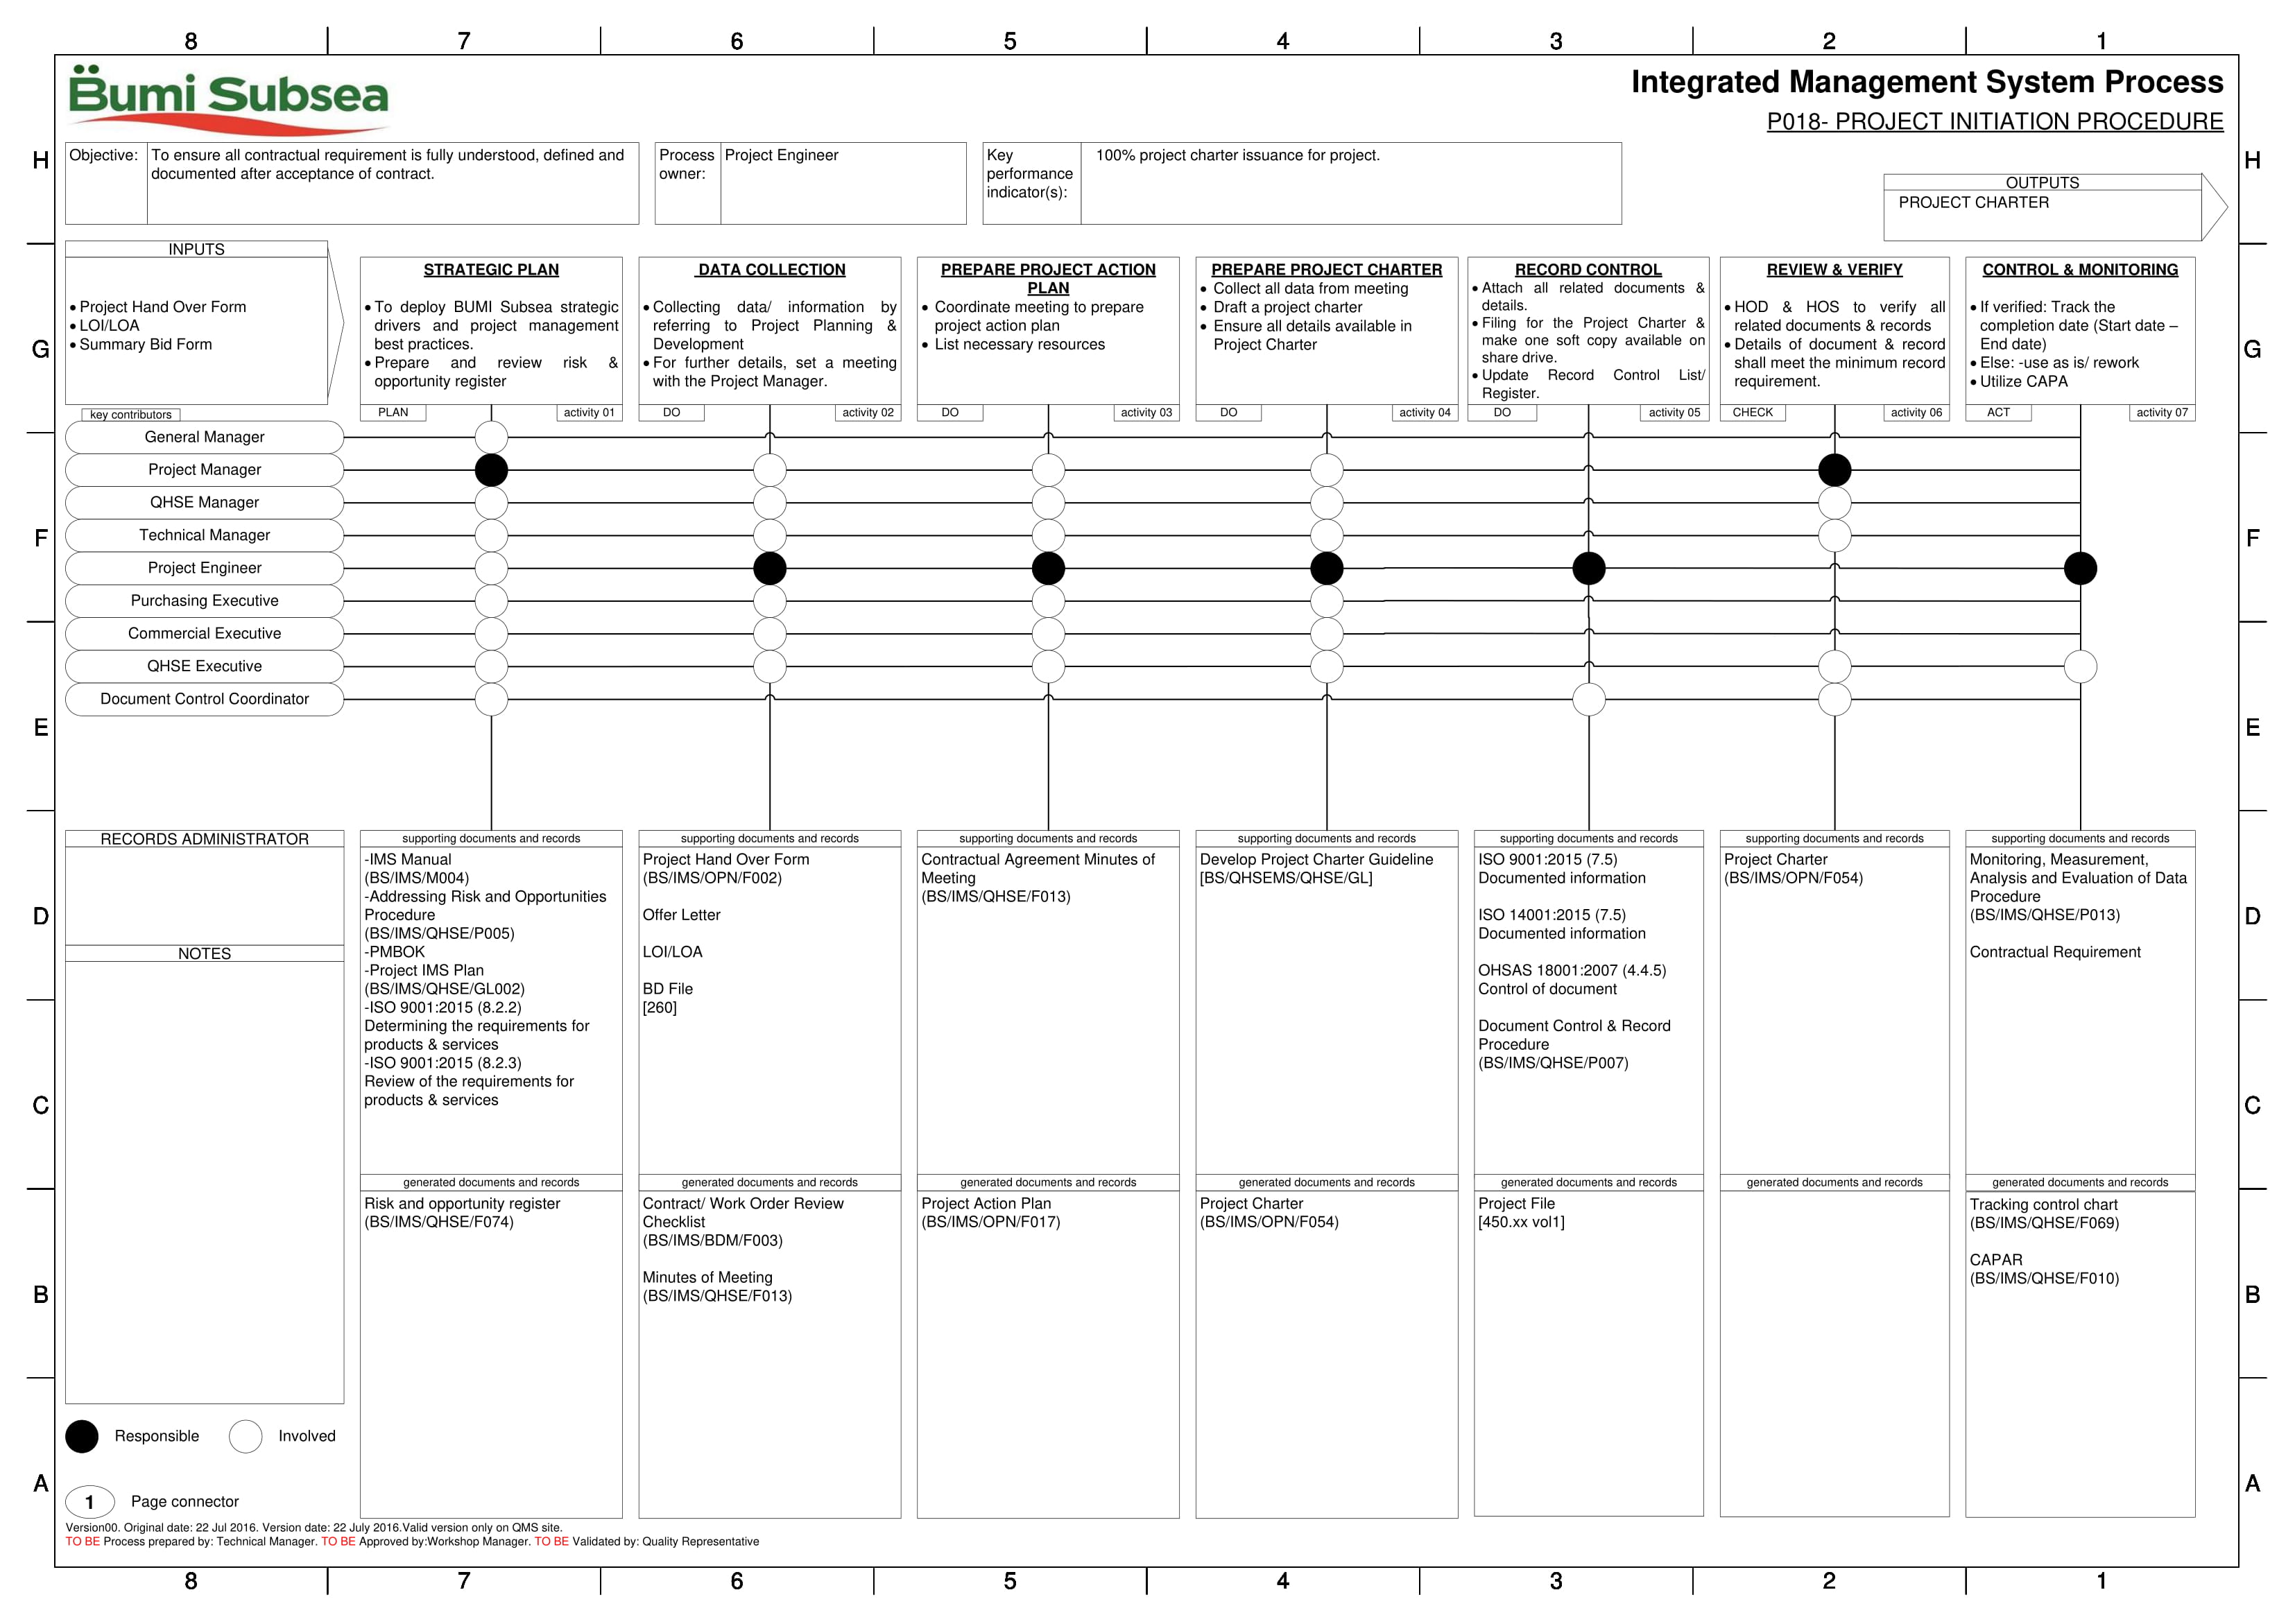 8 7 6 5 4 3 2 1
Bumi Subsea
Integrated Management System Process
P018- PROJECT INITIATION PROCEDURE
H
H
Objective:
To ensure all contractual requirement is fully understood, defined and
documented after acceptance of contract.
Process
owner:
Project Engineer
Key
performance
indicator(s):
100% project charter issuance for project.
OUTPUTS
PROJECT CHARTER
INPUTS
• Project Hand Over Form
• LOI/LOA
• Summary Bid Form
G
G
STRATEGIC PLAN
• To deploy BUMI Subsea strategic
drivers and project management
best practices.
• Prepare and review risk &
opportunity register
PLAN
activity 01
DATA COLLECTION
• Collecting data/ information by
referring to Project Planning &
Development
• For further details, set a meeting
with the Project Manager.
DO
activity 02
PREPARE PROJECT ACTION
PLAN
• Coordinate meeting to prepare
project action plan
• List necessary resources
DO
activity 03
PREPARE PROJECT CHARTER
• Collect all data from meeting
• Draft a project charter
• Ensure all details available in
Project Charter
DO
activity 04
RECORD CONTROL
• Attach all related documents &
details.
• Filing for the Project Charter &
make one soft copy available on
share drive.
• Update Record Control List/
Register.
DO
activity 05
REVIEW & VERIFY
• HOD & HOS to verify all
related documents & records
• Details of document & record
shall meet the minimum record
requirement.
CHECK
activity 06
CONTROL & MONITORING
• If verified: Track the
completion date (Start date –
End date)
• Else: -use as is/ rework
• Utilize CAPA
ACT
activity 07
key contributors
General Manager
Project Manager
QHSE Manager
Technical Manager
Project Engineer
Purchasing Executive
Commercial Executive
QHSE Executive
Document Control Coordinator
F
F
E
E
RECORDS ADMINISTRATOR
NOTES
D
D
C
C
B
B
A
A
supporting documents and records
-IMS Manual
(BS/IMS/M004)
-Addressing Risk and Opportunities
Procedure
(BS/IMS/QHSE/P005)
-PMBOK
-Project IMS Plan
(BS/IMS/QHSE/GL002)
-ISO 9001:2015 (8.2.2)
Determining the requirements for
products & services
-ISO 9001:2015 (8.2.3)
Review of the requirements for
products & services
generated documents and records
Risk and opportunity register
(BS/IMS/QHSE/F074)
supporting documents and records
Project Hand Over Form
(BS/IMS/OPN/F002)
Offer Letter
LOI/LOA
BD File
[260]
generated documents and records
Contract/ Work Order Review
Checklist
(BS/IMS/BDM/F003)
Minutes of Meeting
(BS/IMS/QHSE/F013)
supporting documents and records
Contractual Agreement Minutes of
Meeting
(BS/IMS/QHSE/F013)
generated documents and records
Project Action Plan
(BS/IMS/OPN/F017)
supporting documents and records
Develop Project Charter Guideline
[BS/QHSEMS/QHSE/GL]
generated documents and records
Project Charter
(BS/IMS/OPN/F054)
supporting documents and records
ISO 9001:2015 (7.5)
Documented information
ISO 14001:2015 (7.5)
Documented information
OHSAS 18001:2007 (4.4.5)
Control of document
Document Control & Record
Procedure
(BS/IMS/QHSE/P007)
generated documents and records
Project File
[450.xx vol1]
supporting documents and records
Project Charter
(BS/IMS/OPN/F054)
generated documents and records
supporting documents and records
Monitoring, Measurement,
Analysis and Evaluation of Data
Procedure
(BS/IMS/QHSE/P013)
Contractual Requirement
generated documents and records
Tracking control chart
(BS/IMS/QHSE/F069)
CAPAR
(BS/IMS/QHSE/F010)
Responsible
Involved
1 Page connector
Version00. Original date: 22 Jul 2016. Version date: 22 July 2016.Valid version only on QMS site.
TO BE Process prepared by: Technical Manager. TO BE Approved by:Workshop Manager. TO BE Validated by: Quality Representative
8 7 6 5 4 3 2 1